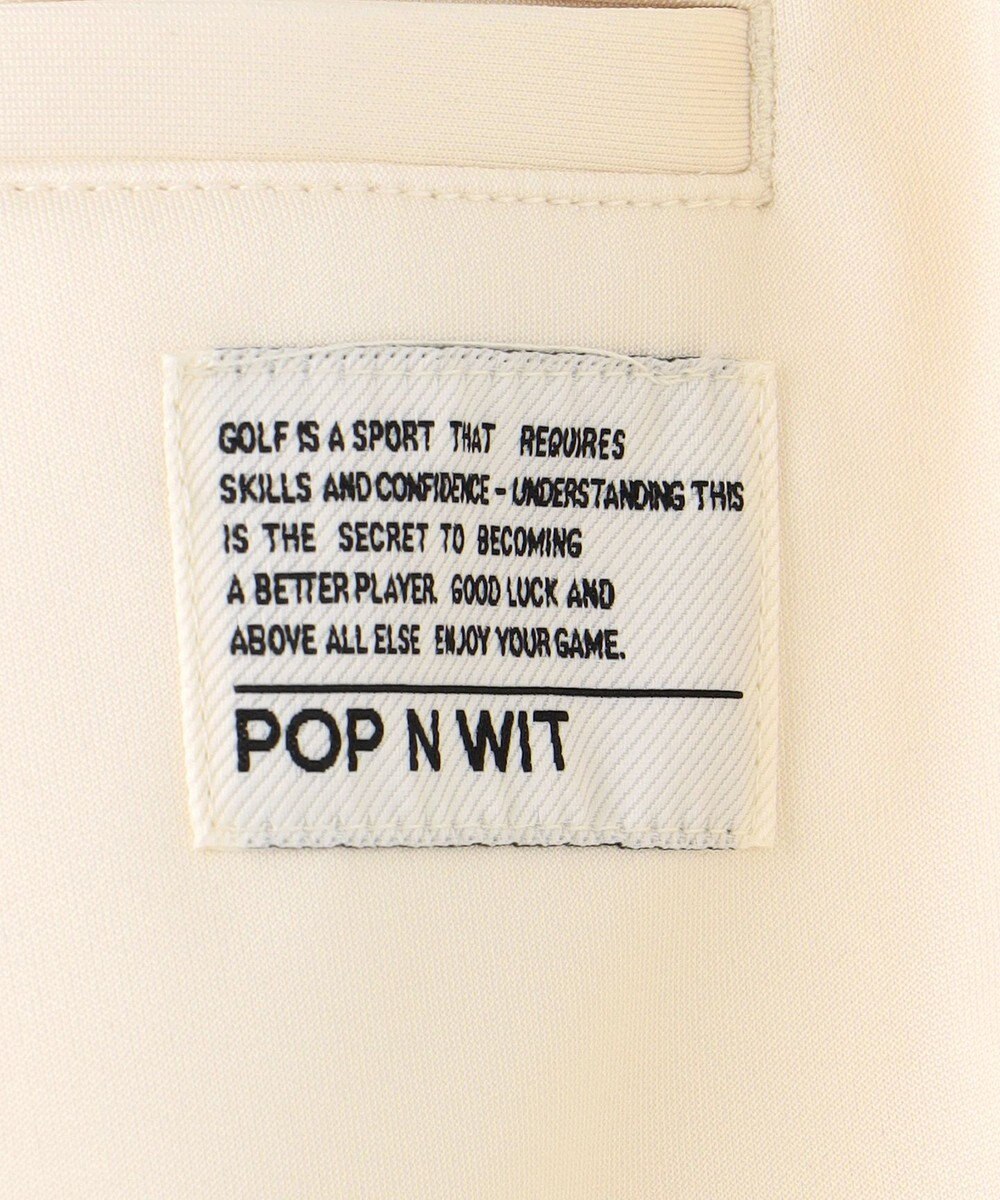 GOLF IS A SPORT THAT REQUIRES
SKILLS AND CONFIDENCE - UNDERSTANDING THIS
IS THE SECRET TO BECOMING
A BETTER PLAYER. GOOD LUCK AND
ABOVE ALL ELSE ENJOY YOUR GAME.
POP N WIT